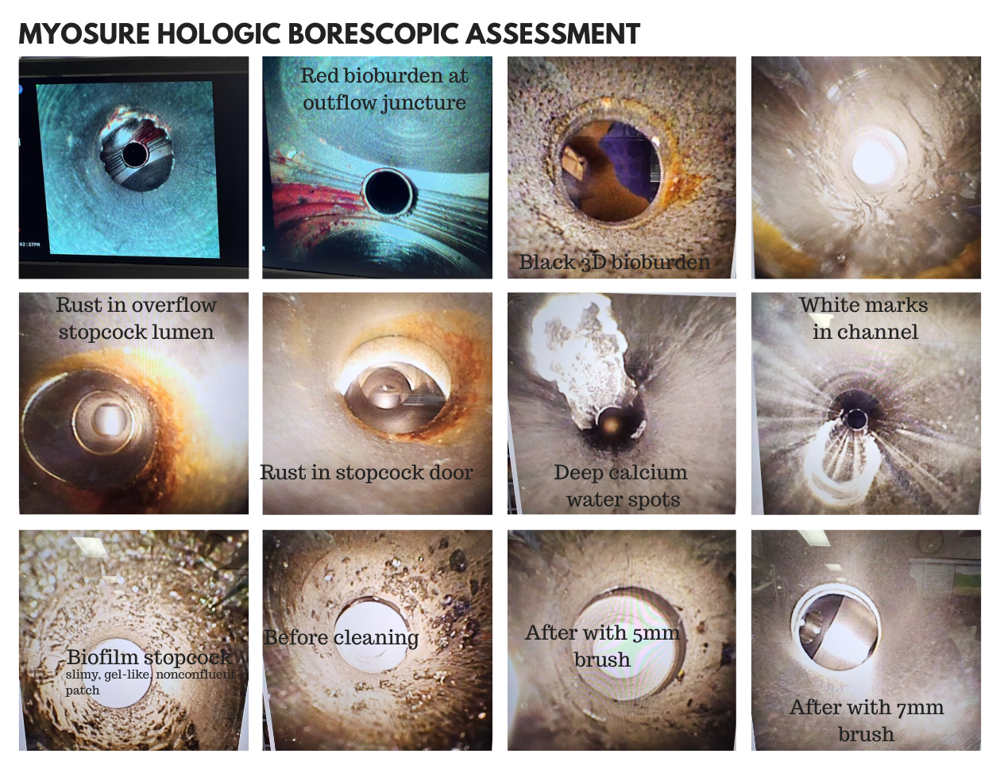 MYOSURE HOLOGIC BORESCOPIC ASSESSMENT
02:37PM
Red bioburden at
outflow juncture
Black 3D bioburden
Rust in overflow
stopcock lumen
Rust in stopcock door
Deep calcium
water spots
White marks
in channel
Biofilm stopcock
slimy, gel-like, nonconfluent
patch
Before cleaning
After with 5mm
brush
After with 7mm
brush